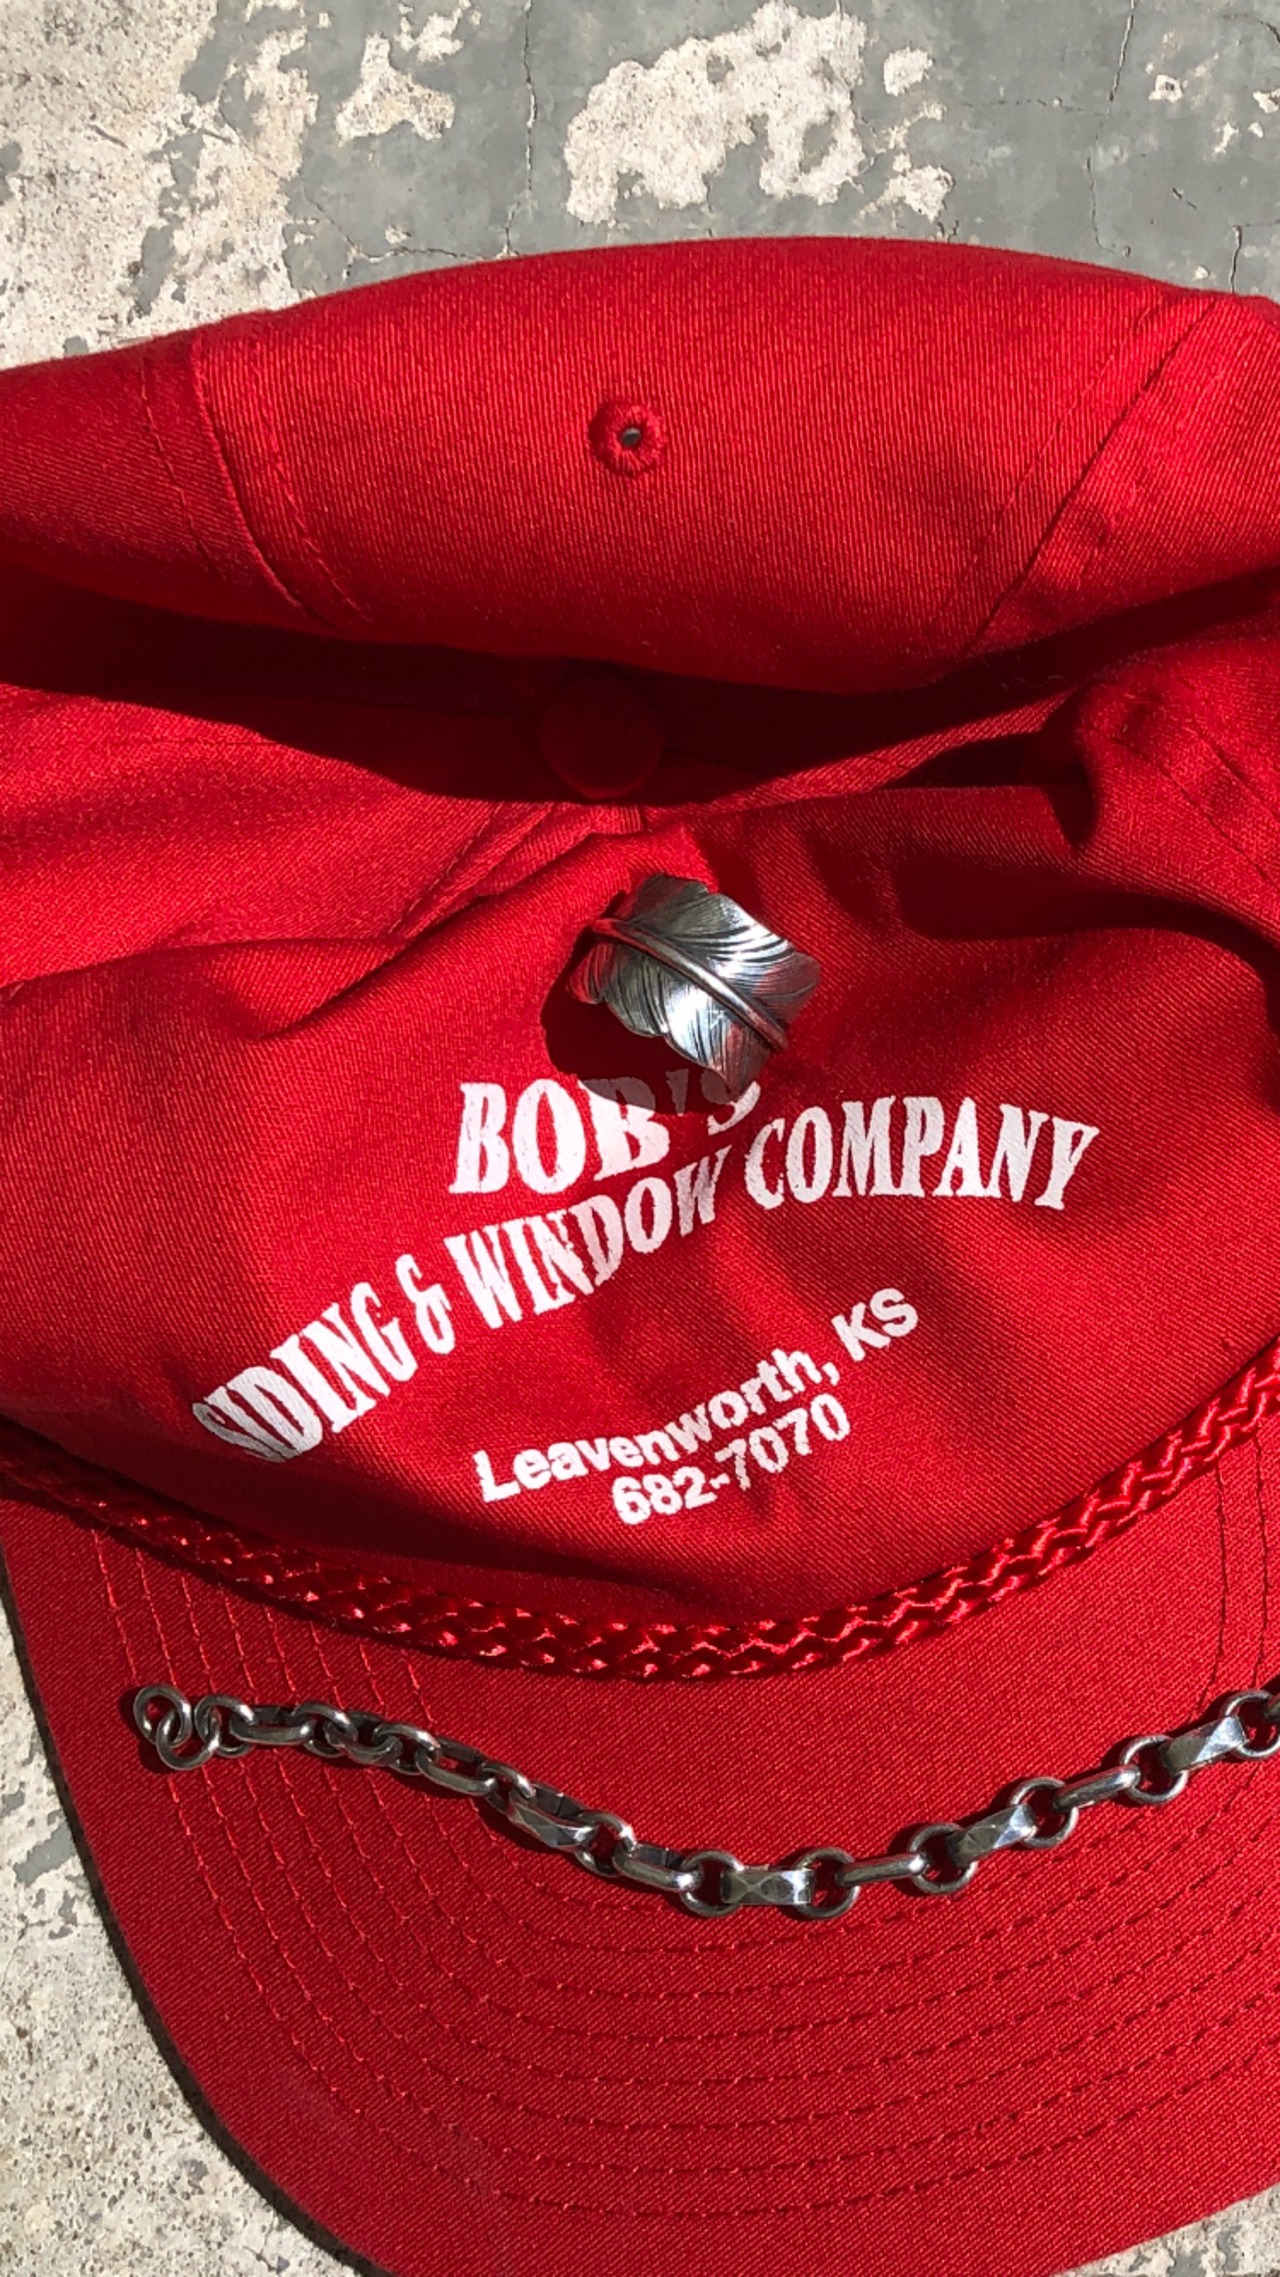 BOB'S
SIDING & WINDOW COMPANY
Leavenworth, KS
682-7070